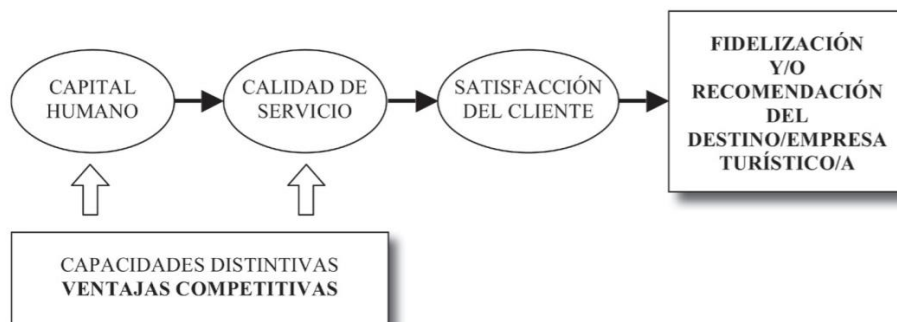 CAPITAL
HUMANO
CALIDAD DE
SERVICIO
SATISFACCIÓN
DEL CLIENTE
FIDELIZACIÓN
Y/O
RECOMENDACIÓN
DEL
DESTINO/EMPRESA
TURÍSTICO/A
CAPACIDADES DISTINTIVAS
VENTAJAS COMPETITIVAS